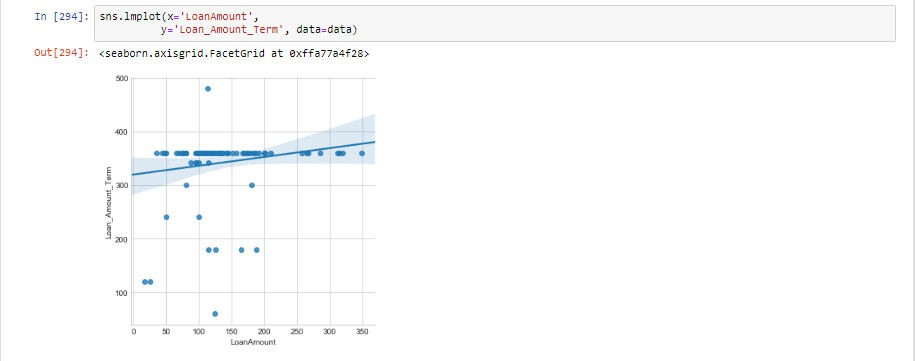 In [294]: sns.lmplot(x='LoanAmount',
y='Loan_Amount_Term', data=data)
Out[294]: <seaborn.axisgrid.FacetGrid at 0xffa77a4f28>
500
400
300
200
100
Loan_Amount_Term
0 50 100 150 200 250 300 350
LoanAmount